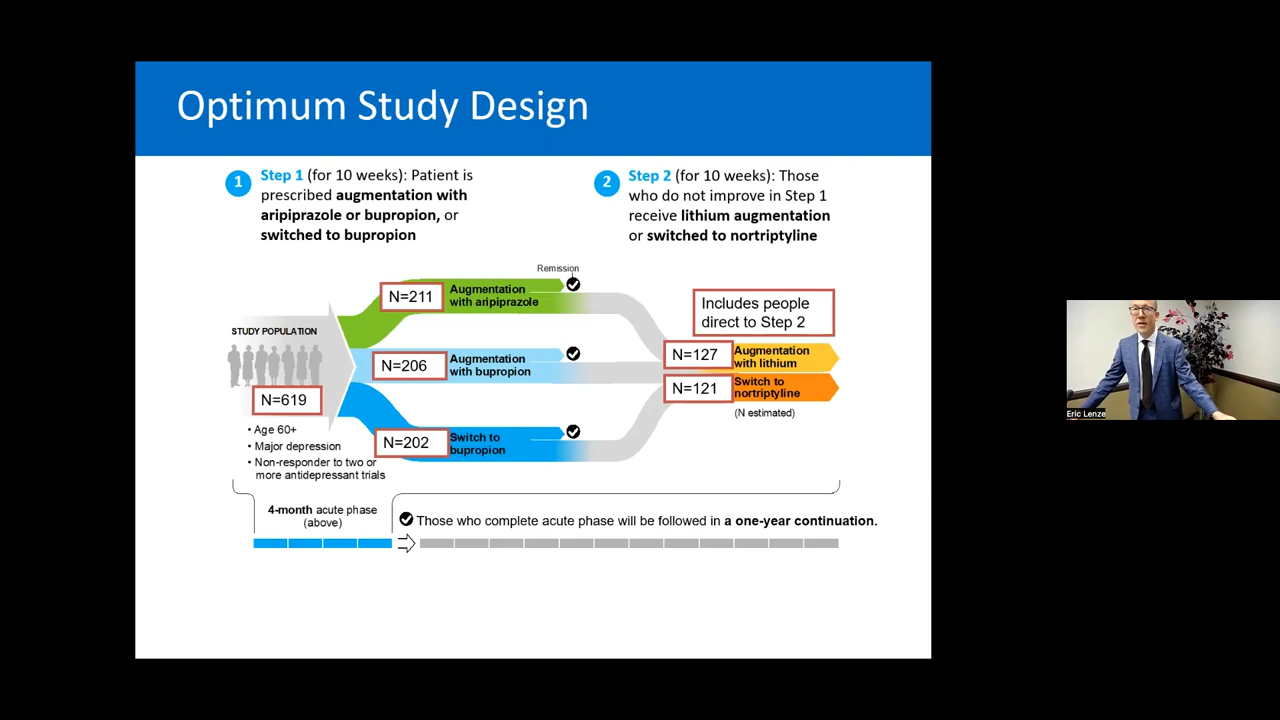 Optimum Study Design
1
Step 1 (for 10 weeks): Patient is
prescribed augmentation with
aripiprazole or bupropion, or
switched to bupropion
2
Step 2 (for 10 weeks): Those
who do not improve in Step 1
receive lithium augmentation
or switched to nortriptyline
Remission
N=211
Augmentation
with aripiprazole
STUDY POPULATION
N=206
Augmentation
with bupropion
N=619
N=202
Switch to
bupropion
Includes people
direct to Step 2
N=127
Augmentation
with lithium
N=121
Switch to
nortriptyline
(N estimated)
• Age 60+
• Major depression
• Non-responder to two or
more antidepressant trials
4-month acute phase
(above)
Those who complete acute phase will be followed in a one-year continuation.
Eric Lenze